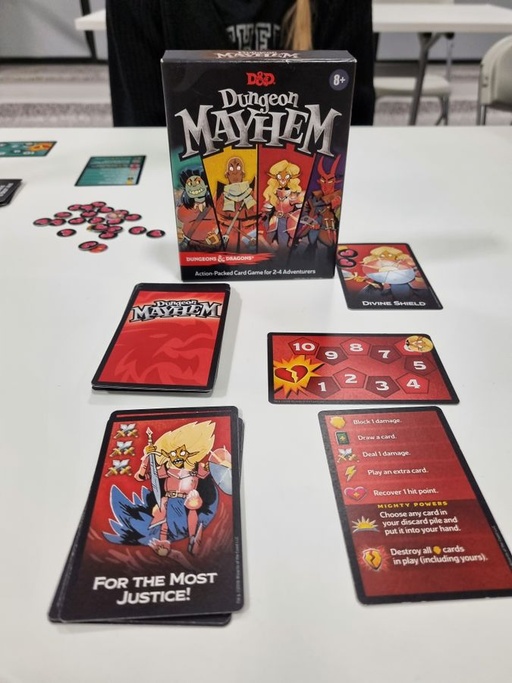 D&D
8+
Dungeon
MAYHEM
DUNGEONS & DRAGONS
Action-Packed Card Game for 2-4 Adventurers
DIVINE SHIELD
Dungeon
MAYHEM
10 9 8 7
5
1 2 3 4
FOR THE MOST
JUSTICE!
Block 1 damage.
Draw a card.
Deal 1 damage.
Play an extra card.
Recover 1 hit point.
MIGHTY POWERS
Choose any card in
your discard pile and
put it into your hand.
Destroy all cards
in play (including yours).